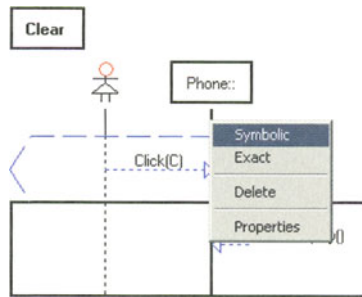 Clear
Phone::
Symbolic
Click(C)
Exact
Delete
Properties